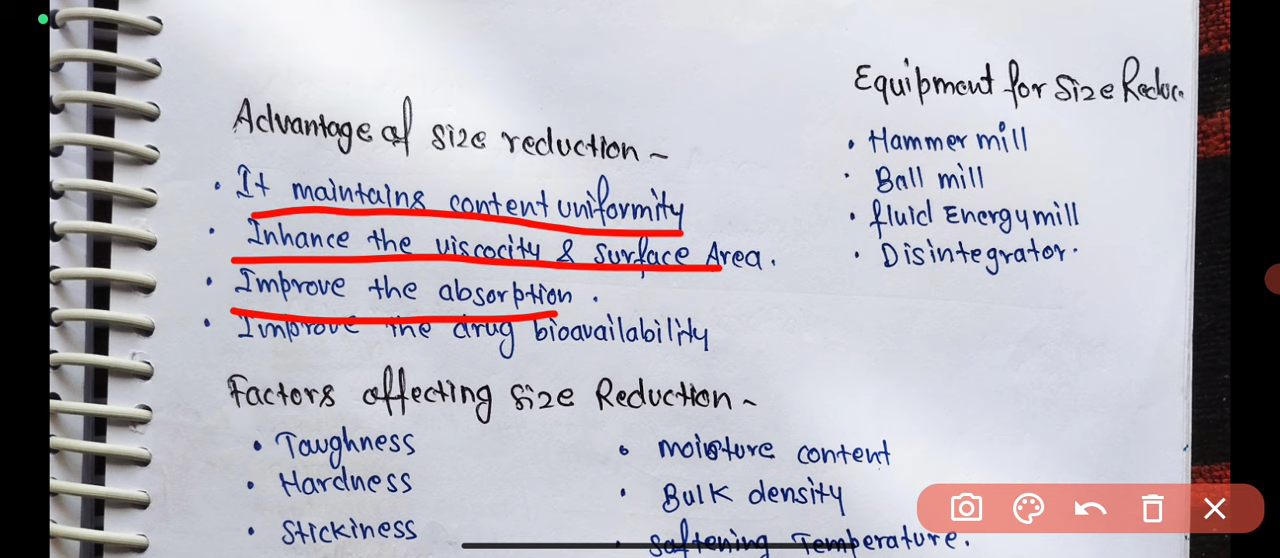 Advantage of size reduction ~
• It maintains content uniformity
• Inhance the viscocity & surface Area.
• Improve the absorption.
• Improve the drug bioavailability
Equipment for Size Reduc
• Hammer mill
• Ball mill
• fluid Energy mill
• Disintegrator.
Factors affecting size Reduction ~
• Toughness
• Hardness
• Stickiness
• moisture content
• Bulk density
• Softening Temperature.